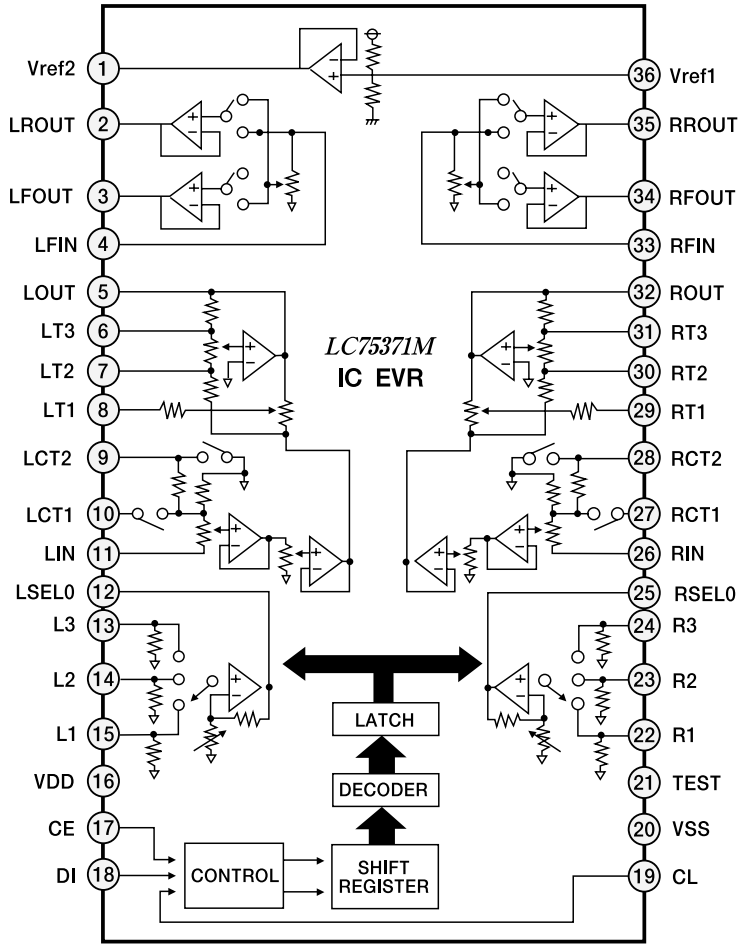 Vref2 1 36 Vref1
LROUT 2 35 RROUT
LFOUT 3 34 RFOUT
LFIN 4 33 RFIN
LOUT 5 32 ROUT
LT3 6 31 RT3
LC75371M
IC EVR
LT2 7 30 RT2
LT1 8 29 RT1
LCT2 9 28 RCT2
LCT1 10 27 RCT1
LIN 11 26 RIN
LSEL0 12 25 RSEL0
L3 13 24 R3
L2 14 23 R2
LATCH
L1 15 22 R1
VDD 16 21 TEST
DECODER
CE 17 20 VSS
DI 18 19 CL
CONTROL
SHIFT
REGISTER